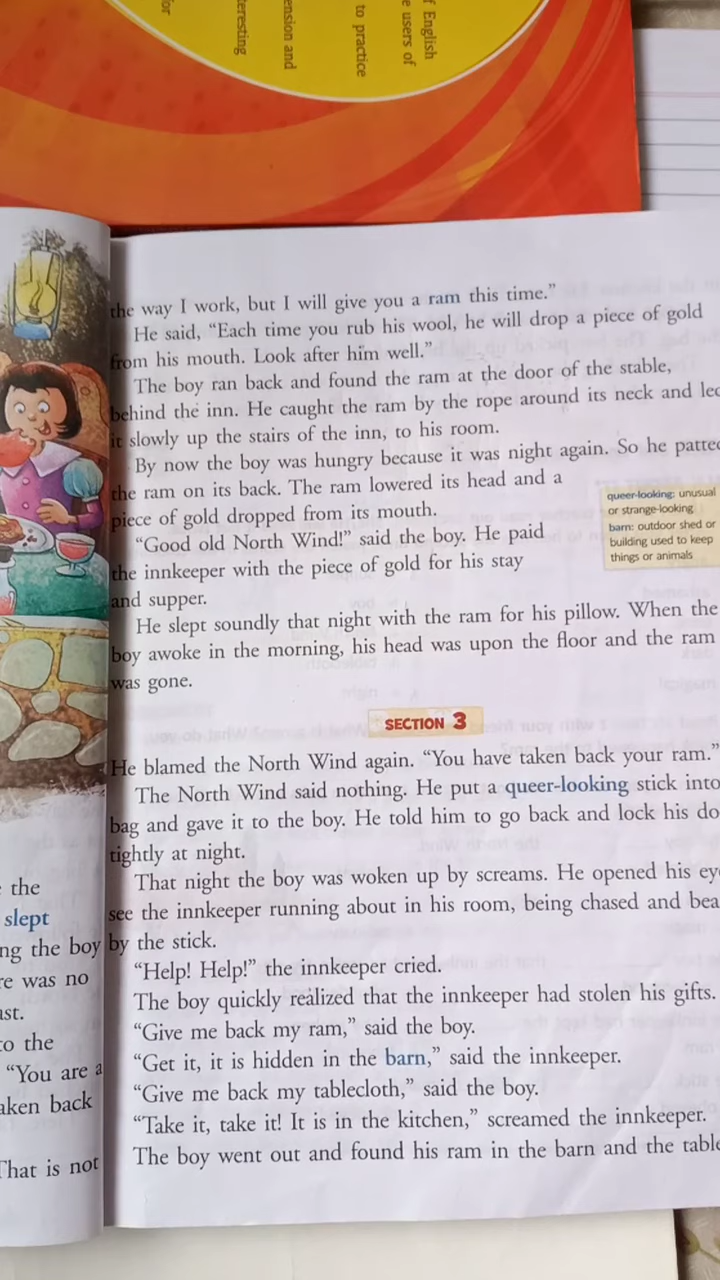 for
teresting
ension and
to practice
e users of
f English
the
slept
ng the boy
re was no
ast.
to the
"You are a
aken back
That is not
the way I work, but I will give you a ram this time."
He said, "Each time you rub his wool, he will drop a piece of gold
from his mouth. Look after him well."
The boy ran back and found the ram at the door of the stable,
behind the inn. He caught the ram by the rope around its neck and led
it slowly up the stairs of the inn, to his room.
By now the boy was hungry because it was night again. So he patted
the ram on its back. The ram lowered its head and a
piece of gold dropped from its mouth.
"Good old North Wind!" said the boy. He paid
the innkeeper with the piece of gold for his stay
and supper.
queer-looking: unusual
or strange-looking
barn: outdoor shed or
building used to keep
things or animals
He slept soundly that night with the ram for his pillow. When the
boy awoke in the morning, his head was upon the floor and the ram
was gone.
SECTION 3
He blamed the North Wind again. "You have taken back your ram."
The North Wind said nothing. He put a queer-looking stick into
bag and gave it to the boy. He told him to go back and lock his do
tightly at night.
That night the boy was woken up by screams. He opened his eye
see the innkeeper running about in his room, being chased and bea
by the stick.
"Help! Help!" the innkeeper cried.
The boy quickly realized that the innkeeper had stolen his gifts.
"Give me back my ram," said the boy.
"Get it, it is hidden in the barn," said the innkeeper.
"Give me back my tablecloth," said the boy.
"Take it, take it! It is in the kitchen," screamed the innkeeper.
The boy went out and found his ram in the barn and the table